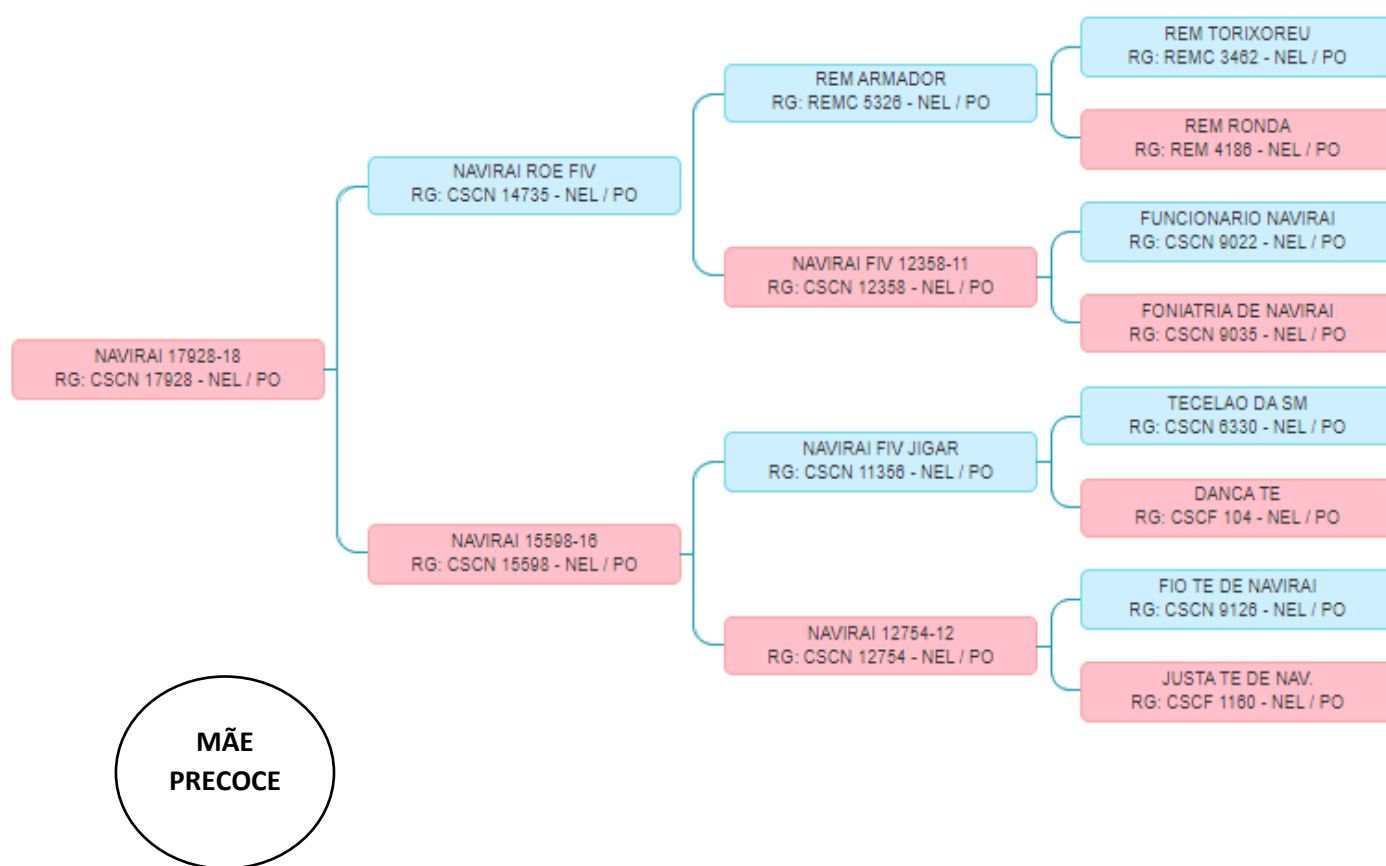 REM TORIXOREU
RG: REMC 3462 - NEL / PO
REM ARMADOR
RG: REMC 5326 - NEL / PO
REM RONDA
RG: REM 4186 - NEL / PO
NAVIRAI ROE FIV
RG: CSCN 14735 - NEL / PO
FUNCIONARIO NAVIRAI
RG: CSCN 9022 - NEL / PO
NAVIRAI FIV 12358-11
RG: CSCN 12358 - NEL / PO
FONIATRIA DE NAVIRAI
RG: CSCN 9035 - NEL / PO
NAVIRAI 17928-18
RG: CSCN 17928 - NEL / PO
TECELAO DA SM
RG: CSCN 6330 - NEL / PO
NAVIRAI FIV JIGAR
RG: CSCN 11356 - NEL / PO
DANCA TE
RG: CSCF 104 - NEL / PO
NAVIRAI 15598-16
RG: CSCN 15598 - NEL / PO
FIO TE DE NAVIRAI
RG: CSCN 9126 - NEL / PO
NAVIRAI 12754-12
RG: CSCN 12754 - NEL / PO
JUSTA TE DE NAV.
RG: CSCF 1160 - NEL / PO
MÃE
PRECOCE